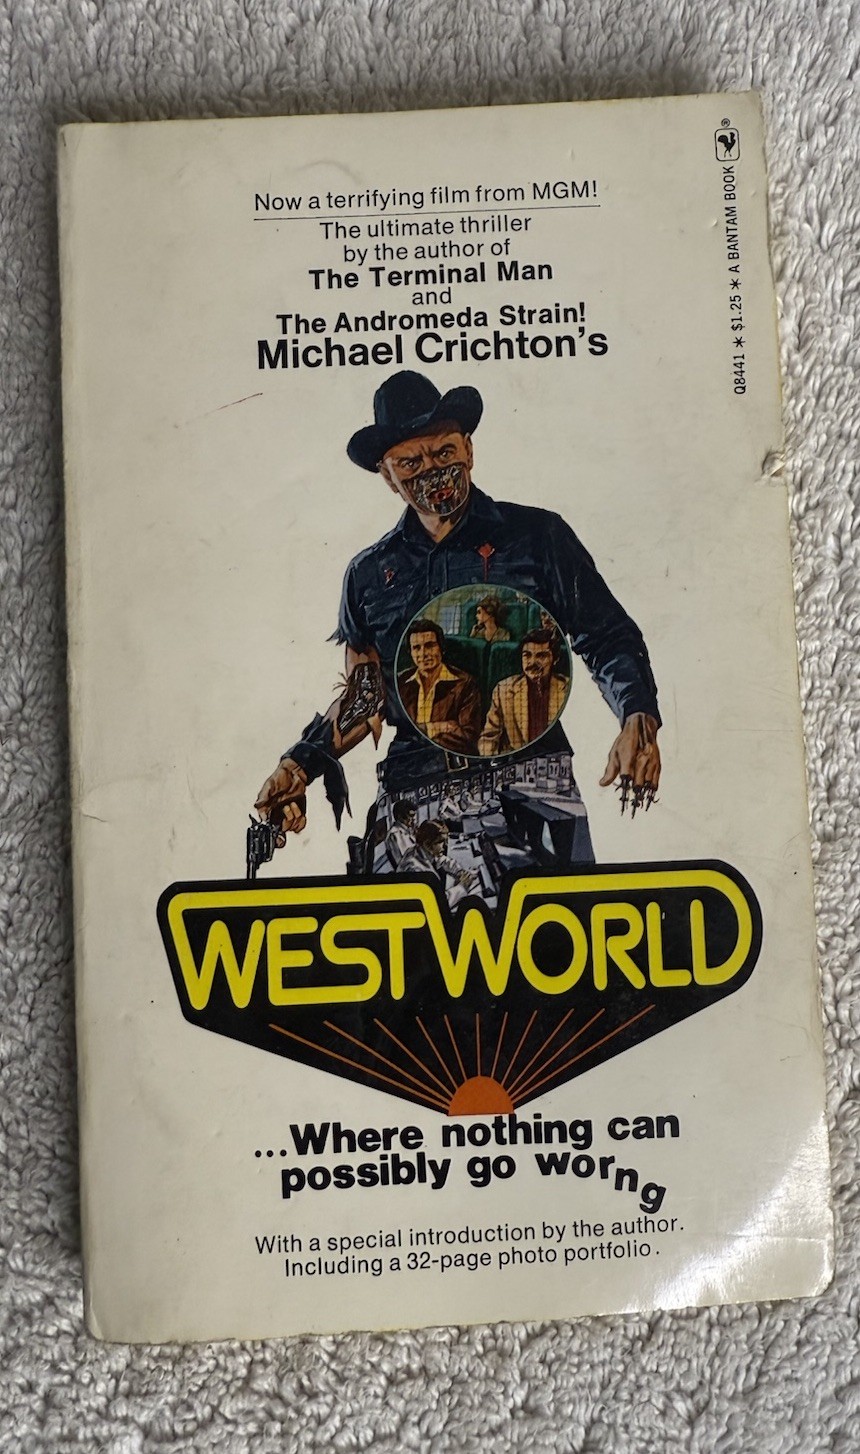 Now a terrifying film from MGM!
The ultimate thriller
by the author of
The Terminal Man
and
The Andromeda Strain!
Michael Crichton's
Q8441 * $1.25 * A BANTAM BOOK ®
WESTWORLD
...Where nothing can
possibly go worng
With a special introduction by the author.
Including a 32-page photo portfolio.